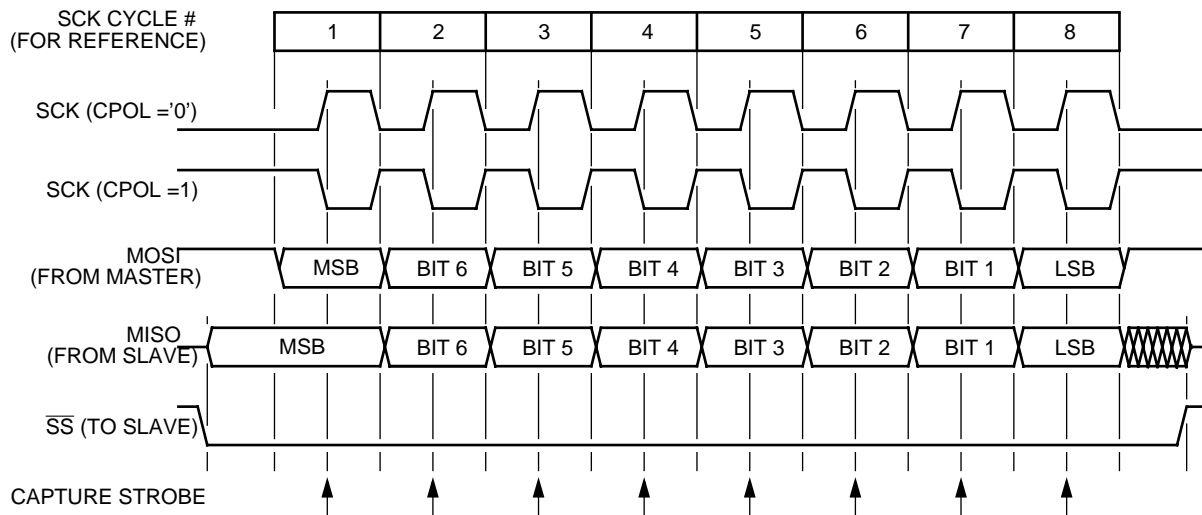 SCK CYCLE #
(FOR REFERENCE)
1 2 3 4 5 6 7 8
SCK (CPOL ='0')
SCK (CPOL =1)
MOSI
(FROM MASTER)
MSB BIT 6 BIT 5 BIT 4 BIT 3 BIT 2 BIT 1 LSB
MISO
(FROM SLAVE)
MSB BIT 6 BIT 5 BIT 4 BIT 3 BIT 2 BIT 1 LSB
S̅S̅ (TO SLAVE)
CAPTURE STROBE